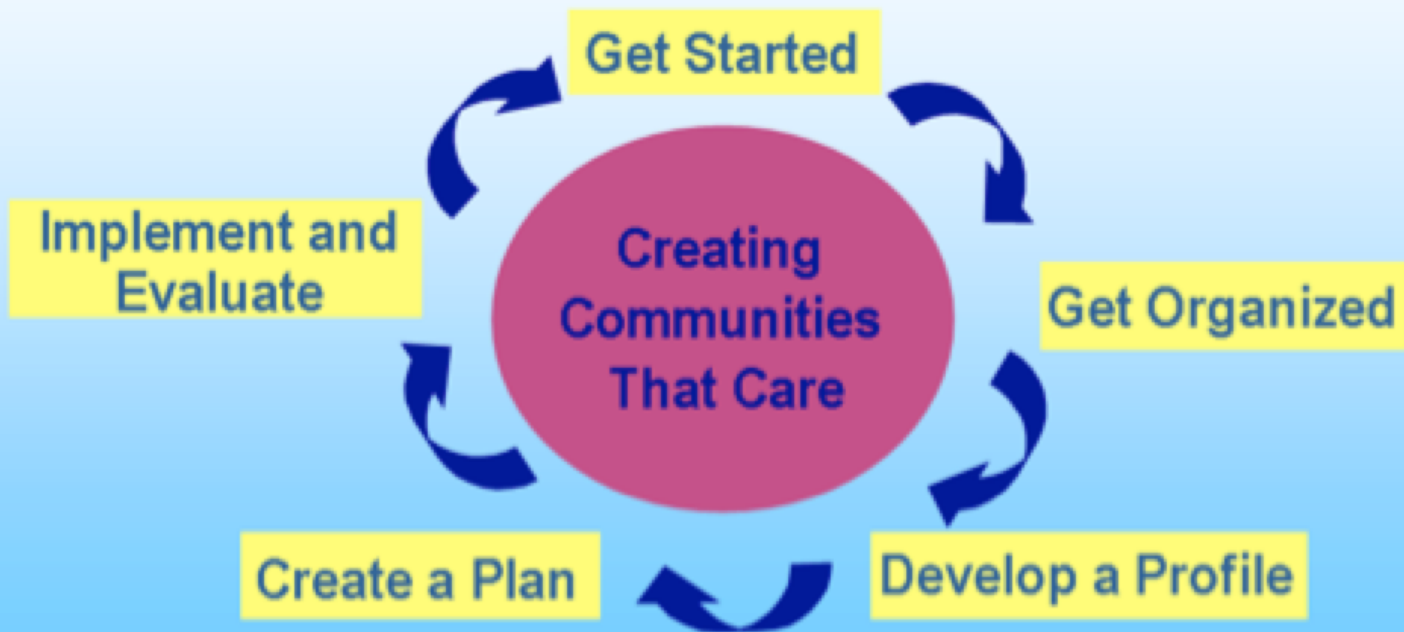 Get Started
Creating
Communities
That Care
Implement and
Evaluate
Get Organized
Create a Plan
Develop a Profile